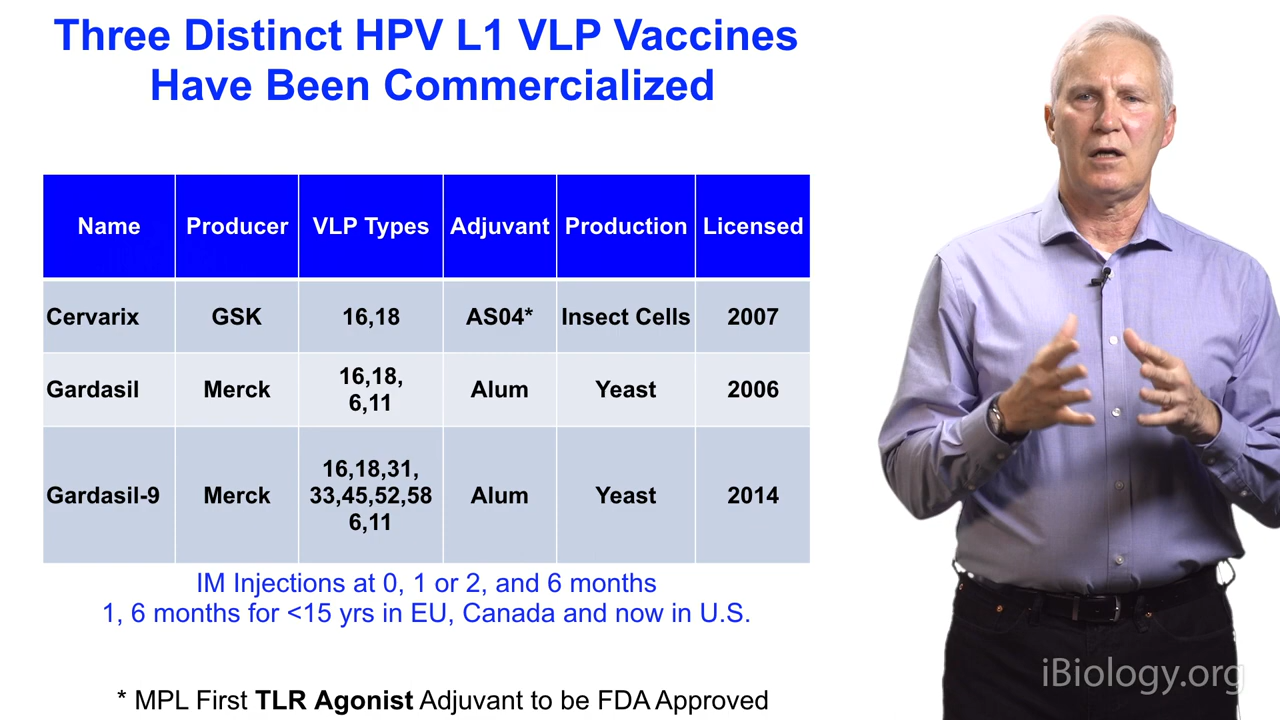 Three Distinct HPV L1 VLP Vaccines
Have Been Commercialized
Name Producer VLP Types Adjuvant Production Licensed
Cervarix GSK 16,18 AS04* Insect Cells 2007
Gardasil Merck 16,18, 6,11 Alum Yeast 2006
Gardasil-9 Merck 16,18,31, 33,45,52,58 6,11 Alum Yeast 2014
IM Injections at 0, 1 or 2, and 6 months
1, 6 months for <15 yrs in EU, Canada and now in U.S.
* MPL First TLR Agonist Adjuvant to be FDA Approved
iBiology.org